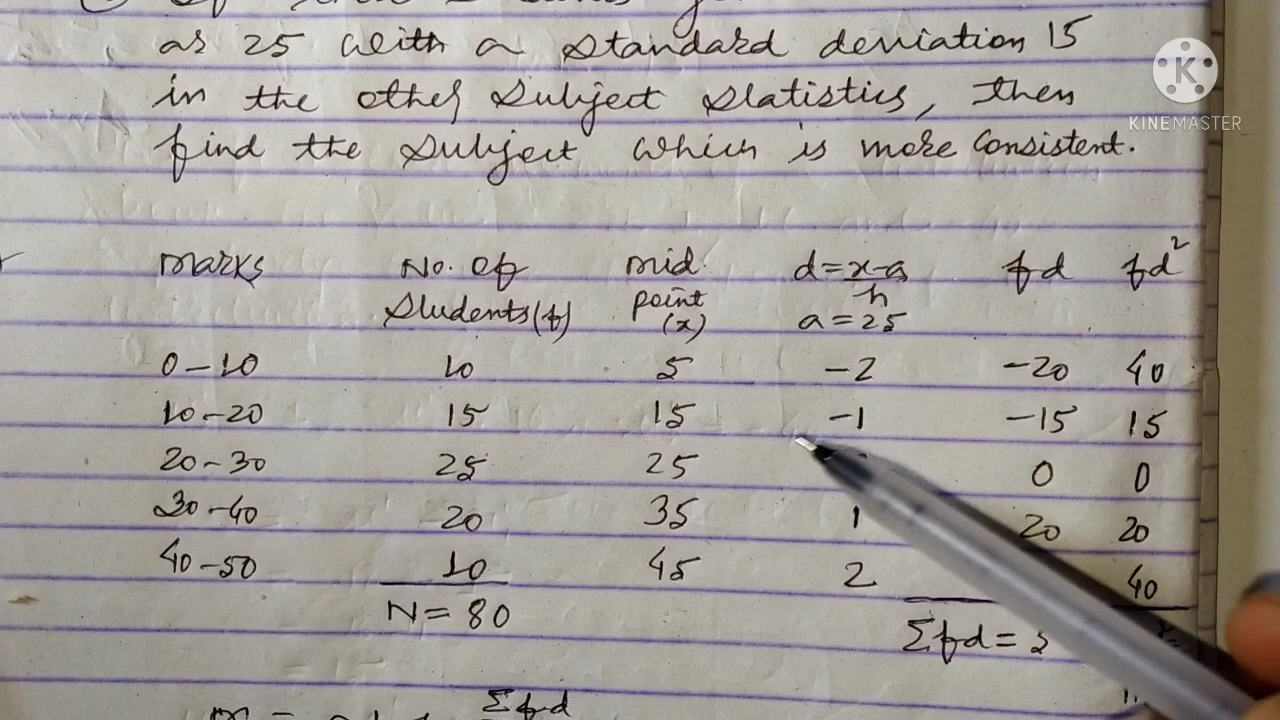 as 25 with a standard deviation 15
in the other subject statistics, then
find the subject which is more consistent.
KINEMASTER
marks No. of mid d=x-a/h fd fd²
students(f) point (x) a=25
0-10 10 5 -2 -20 40
10-20 15 15 -1 -15 15
20-30 25 25 0 0
30-40 20 35 1 20 20
40-50 10 45 2 40
N=80
Σfd=5
Σfd